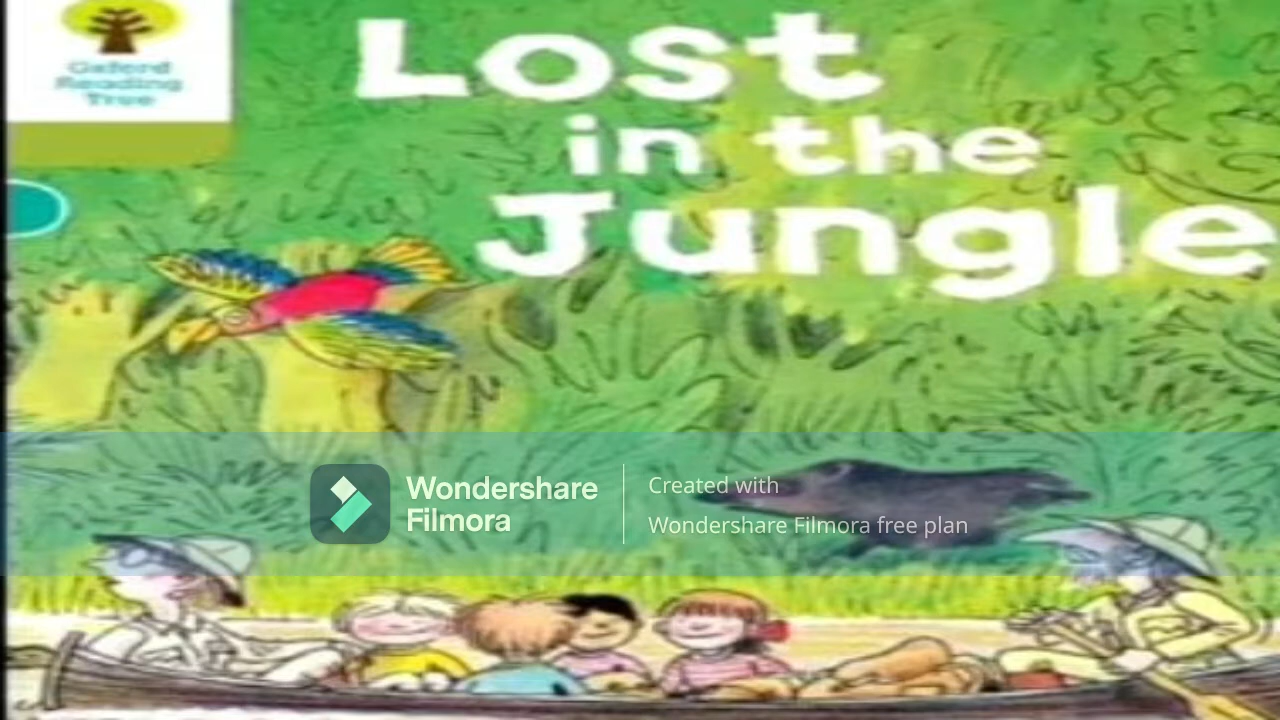 Oxford
Reading
Tree
Lost
in the
Jungle
Wondershare
Filmora
Created with
Wondershare Filmora free plan